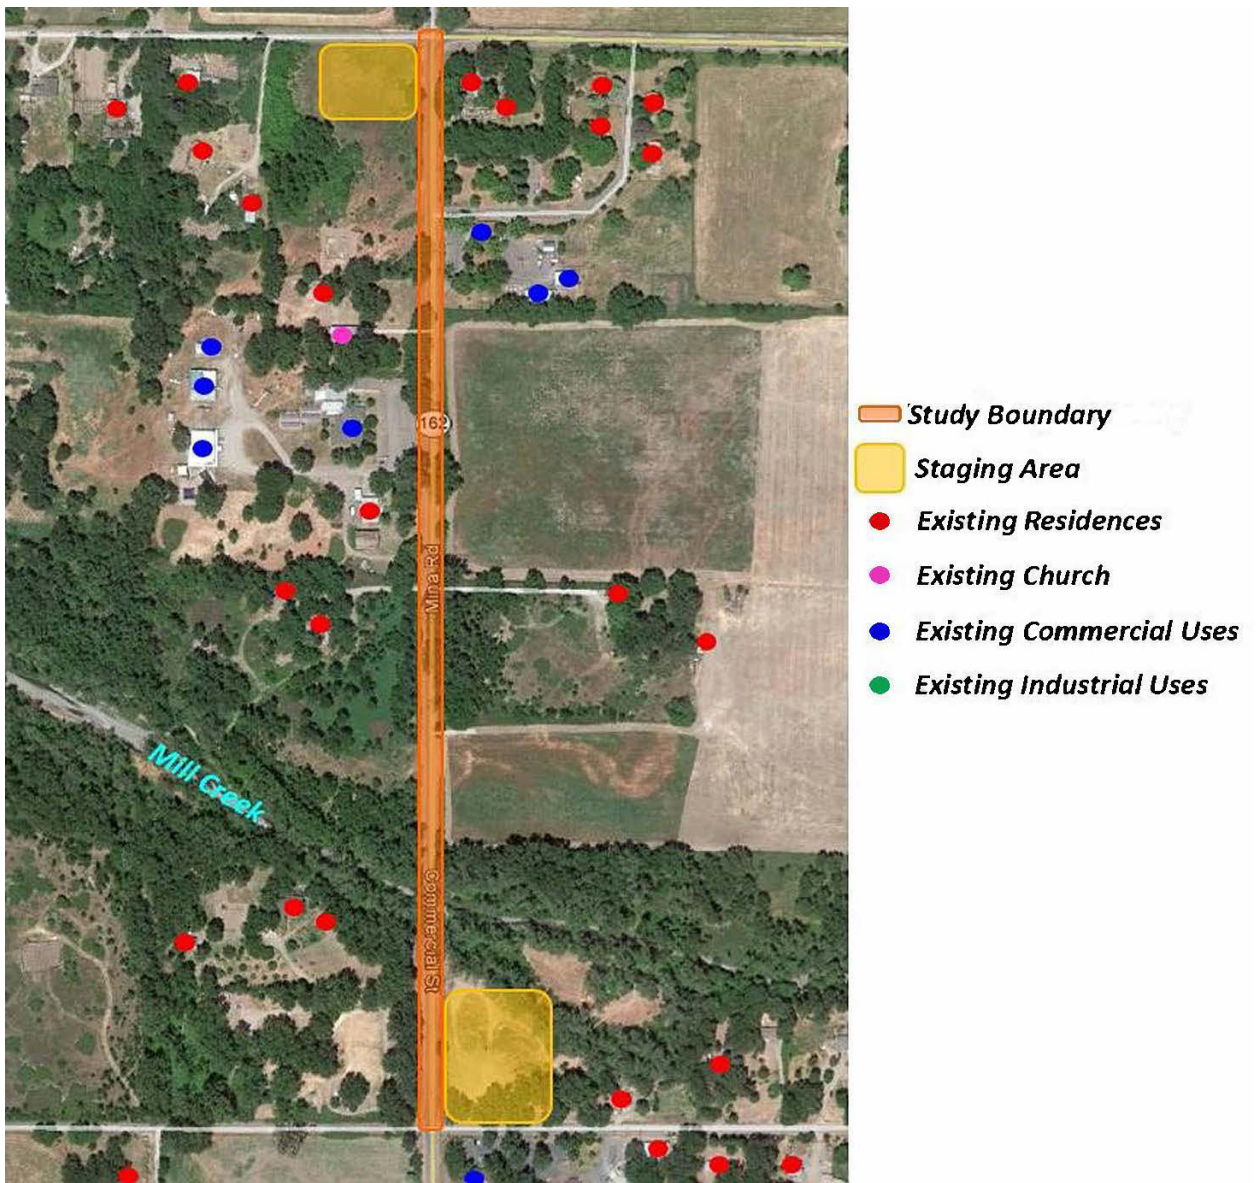 162
Mina Rd
Mill Creek
Commercial St
Study Boundary
Staging Area
Existing Residences
Existing Church
Existing Commercial Uses
Existing Industrial Uses